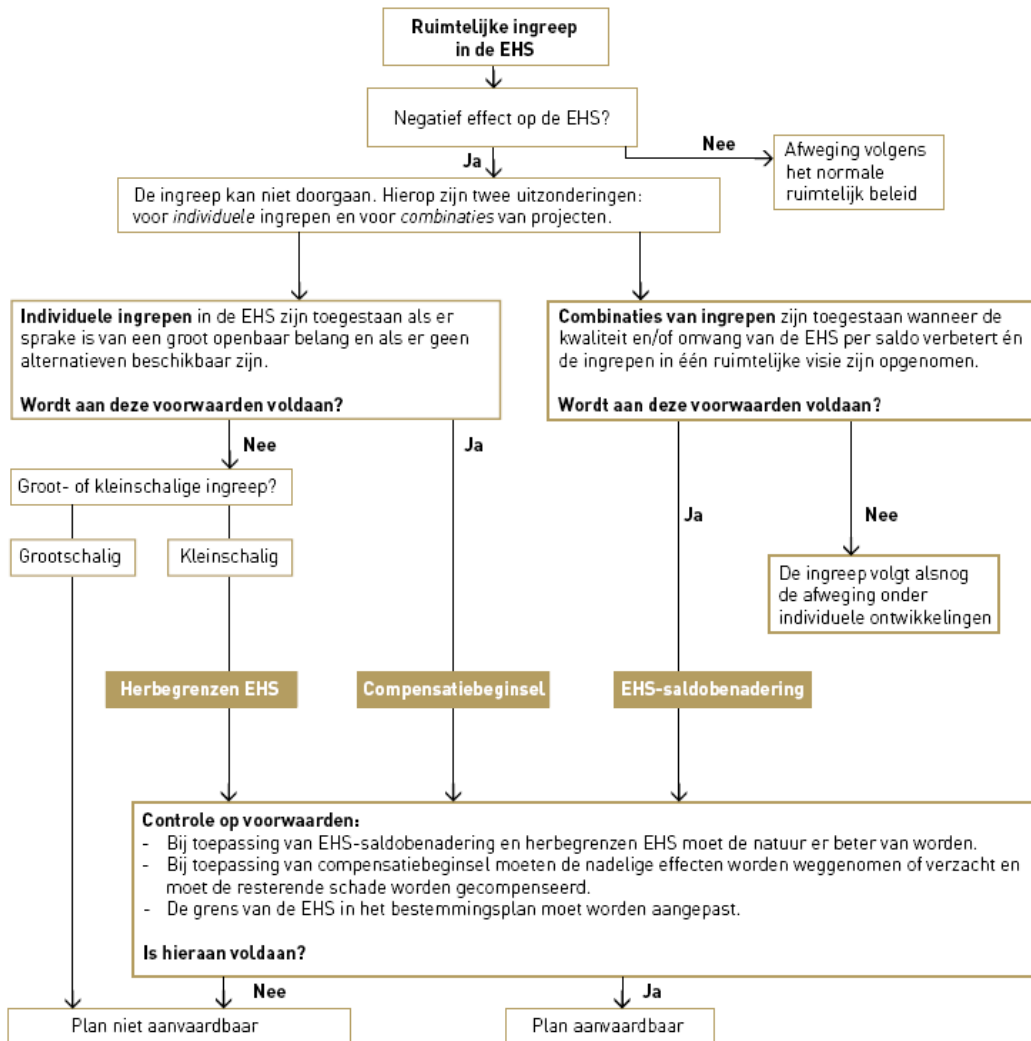 Ruimtelijke ingreep
in de EHS
Negatief effect op de EHS?
Nee
Ja
Afweging volgens
het normale
ruimtelijk beleid
De ingreep kan niet doorgaan. Hierop zijn twee uitzonderingen:
voor individuele ingrepen en voor combinaties van projecten.
Individuele ingrepen in de EHS zijn toegestaan als er
sprake is van een groot openbaar belang en als er geen
alternatieven beschikbaar zijn.
Wordt aan deze voorwaarden voldaan?
Combinaties van ingrepen zijn toegestaan wanneer de
kwaliteit en/of omvang van de EHS per saldo verbetert én
de ingrepen in één ruimtelijke visie zijn opgenomen.
Wordt aan deze voorwaarden voldaan?
Nee
Ja
Groot- of kleinschalige ingreep?
Ja
Nee
Grootschalig
Kleinschalig
De ingreep volgt alsnog
de afweging onder
individuele ontwikkelingen
Herbegrenzen EHS
Compensatiebeginsel
EHS-saldobenadering
Controle op voorwaarden:
- Bij toepassing van EHS-saldobenadering en herbegrenzen EHS moet de natuur er beter van worden.
- Bij toepassing van compensatiebeginsel moeten de nadelige effecten worden weggenomen of verzacht en
moet de resterende schade worden gecompenseerd.
- De grens van de EHS in het bestemmingsplan moet worden aangepast.
Is hieraan voldaan?
Nee
Ja
Plan niet aanvaardbaar
Plan aanvaardbaar